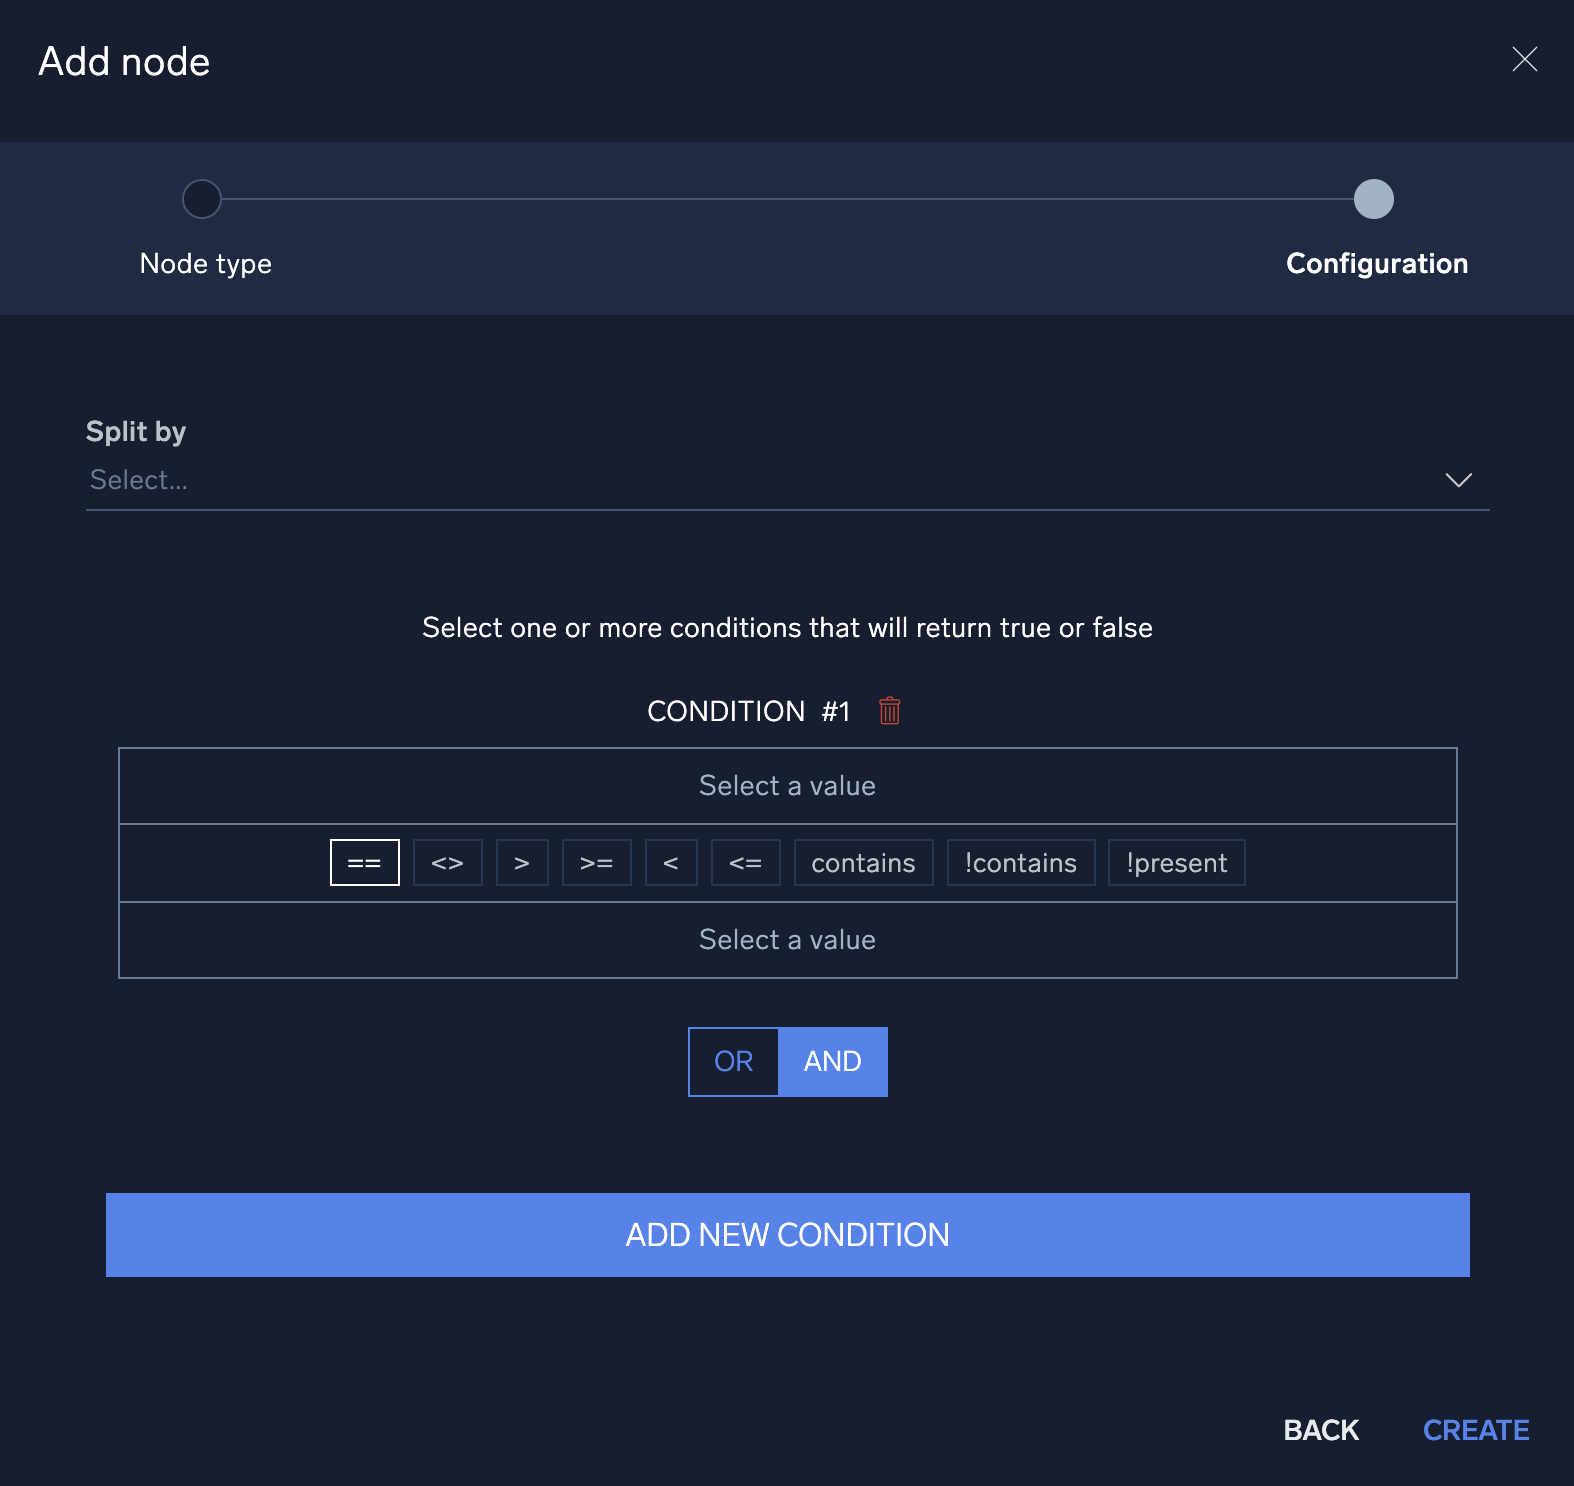 Add node
Node type
Configuration
Split by
Select...
Select one or more conditions that will return true or false
CONDITION #1
Select a value
== <> > >= < <= contains !contains !present
Select a value
OR AND
ADD NEW CONDITION
BACK CREATE